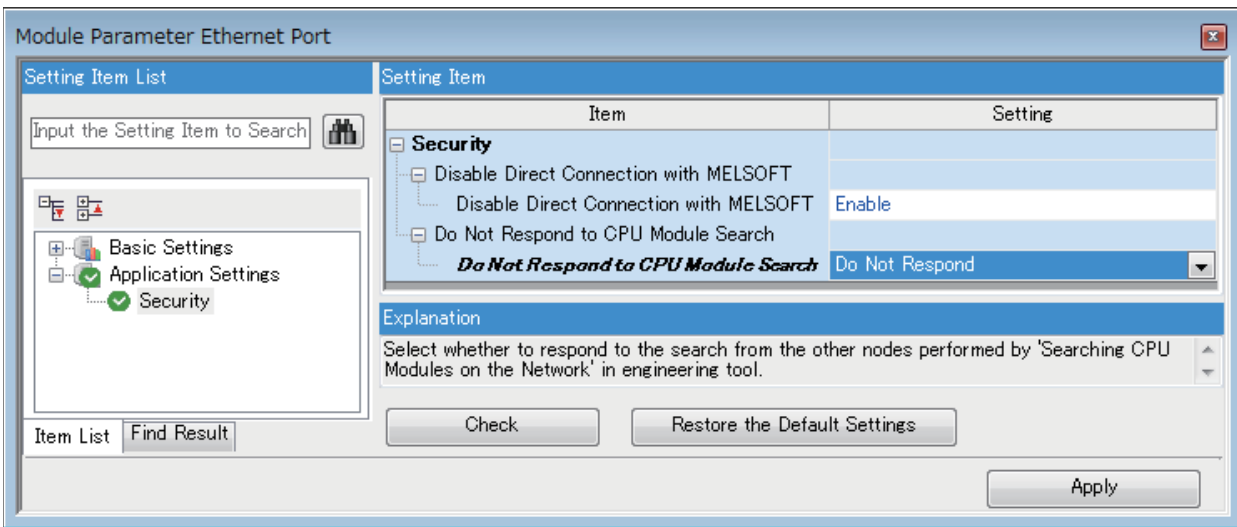 Module Parameter Ethernet Port
Setting Item List
Input the Setting Item to Search
Basic Settings
Application Settings
Security
Item List
Find Result
Setting Item
Item Setting
Security
Disable Direct Connection with MELSOFT
Disable Direct Connection with MELSOFT Enable
Do Not Respond to CPU Module Search
Do Not Respond to CPU Module Search Do Not Respond
Explanation
Select whether to respond to the search from the other nodes performed by 'Searching CPU
Modules on the Network' in engineering tool.
Check
Restore the Default Settings
Apply